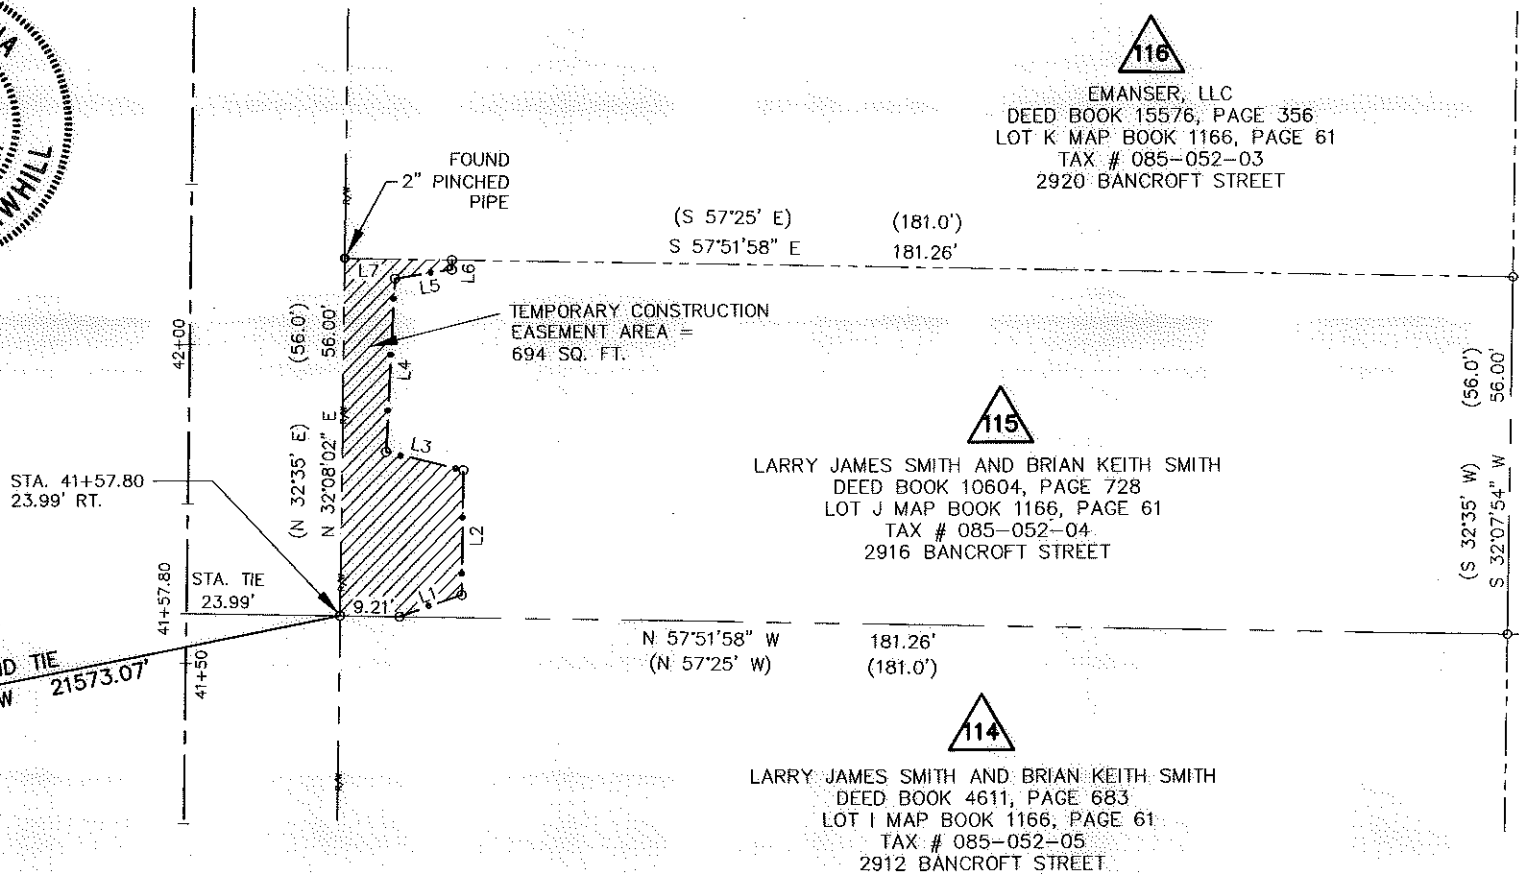 WHILL
116
EMANSER, LLC
DEED BOOK 15576, PAGE 356
LOT K MAP BOOK 1166, PAGE 61
TAX # 085-052-03
2920 BANCROFT STREET
FOUND
2" PINCHED
PIPE
(S 57°25' E) (181.0')
S 57°51'58" E 181.26'
L7
L5
L6
TEMPORARY CONSTRUCTION
EASEMENT AREA =
694 SQ. FT.
42+00
(56.0')
56.00'
L4
(56.0')
56.00'
115
LARRY JAMES SMITH AND BRIAN KEITH SMITH
DEED BOOK 10604, PAGE 728
LOT J MAP BOOK 1166, PAGE 61
TAX # 085-052-04
2916 BANCROFT STREET
L3
STA. 41+57.80
23.99' RT.
(N 32°35' E)
N 32°08'02" E
L2
(S 32°35' W)
S 32°07'54" W
41+57.80
STA. TIE
23.99'
9.21'
L1
N 57°51'58" W 181.26'
(N 57°25' W) (181.0')
TIE
W 21573.07'
41+50
114
LARRY JAMES SMITH AND BRIAN KEITH SMITH
DEED BOOK 4611, PAGE 683
LOT I MAP BOOK 1166, PAGE 61
TAX # 085-052-05
2912 BANCROFT STREET